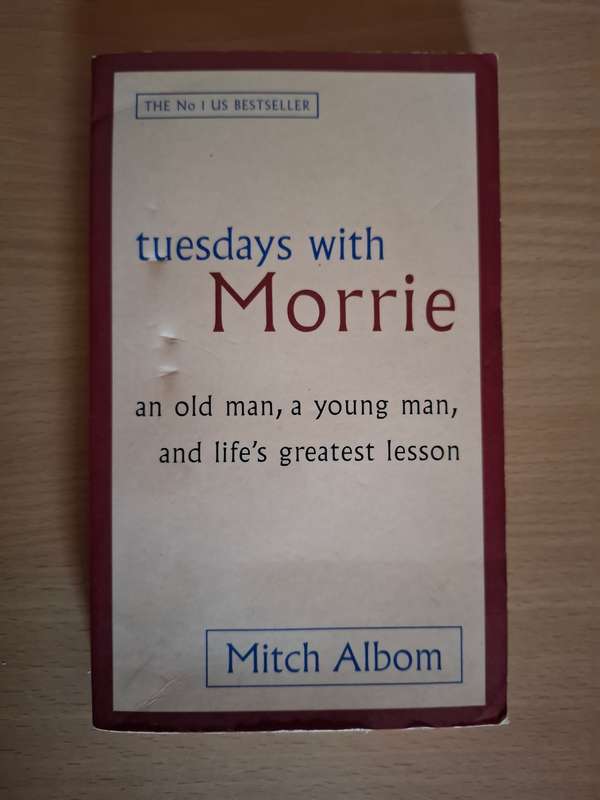 THE No 1 US BESTSELLER
tuesdays with
Morrie
an old man, a young man,
and life's greatest lesson
Mitch Albom